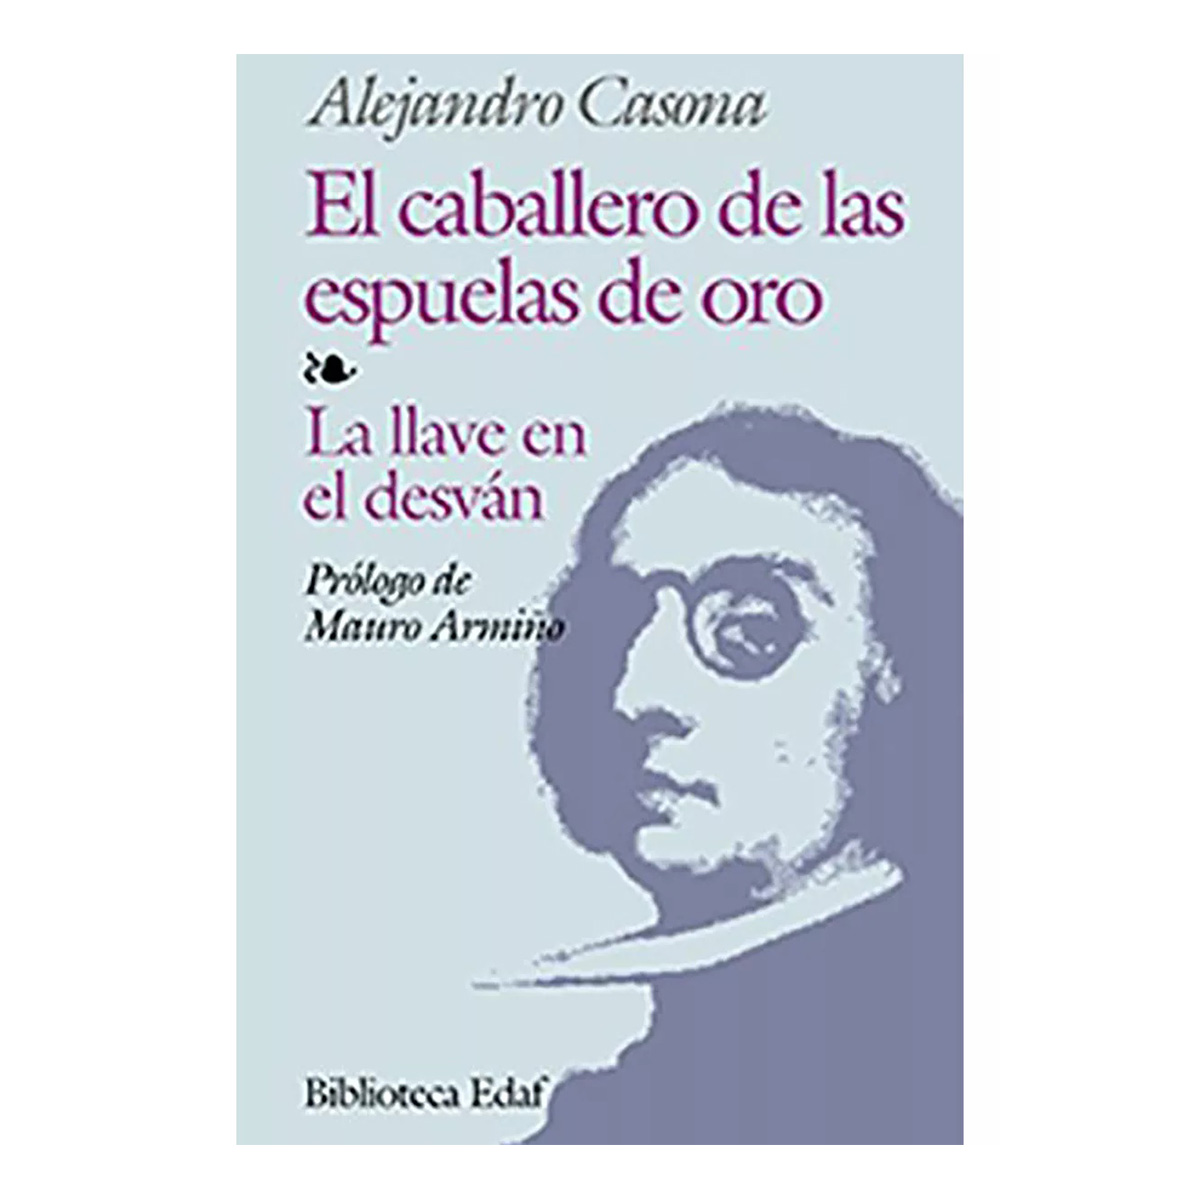 Alejandro Casona
El caballero de las
espuelas de oro
La llave en
el desván
Prólogo de
Mauro Armiño
Biblioteca Edaf